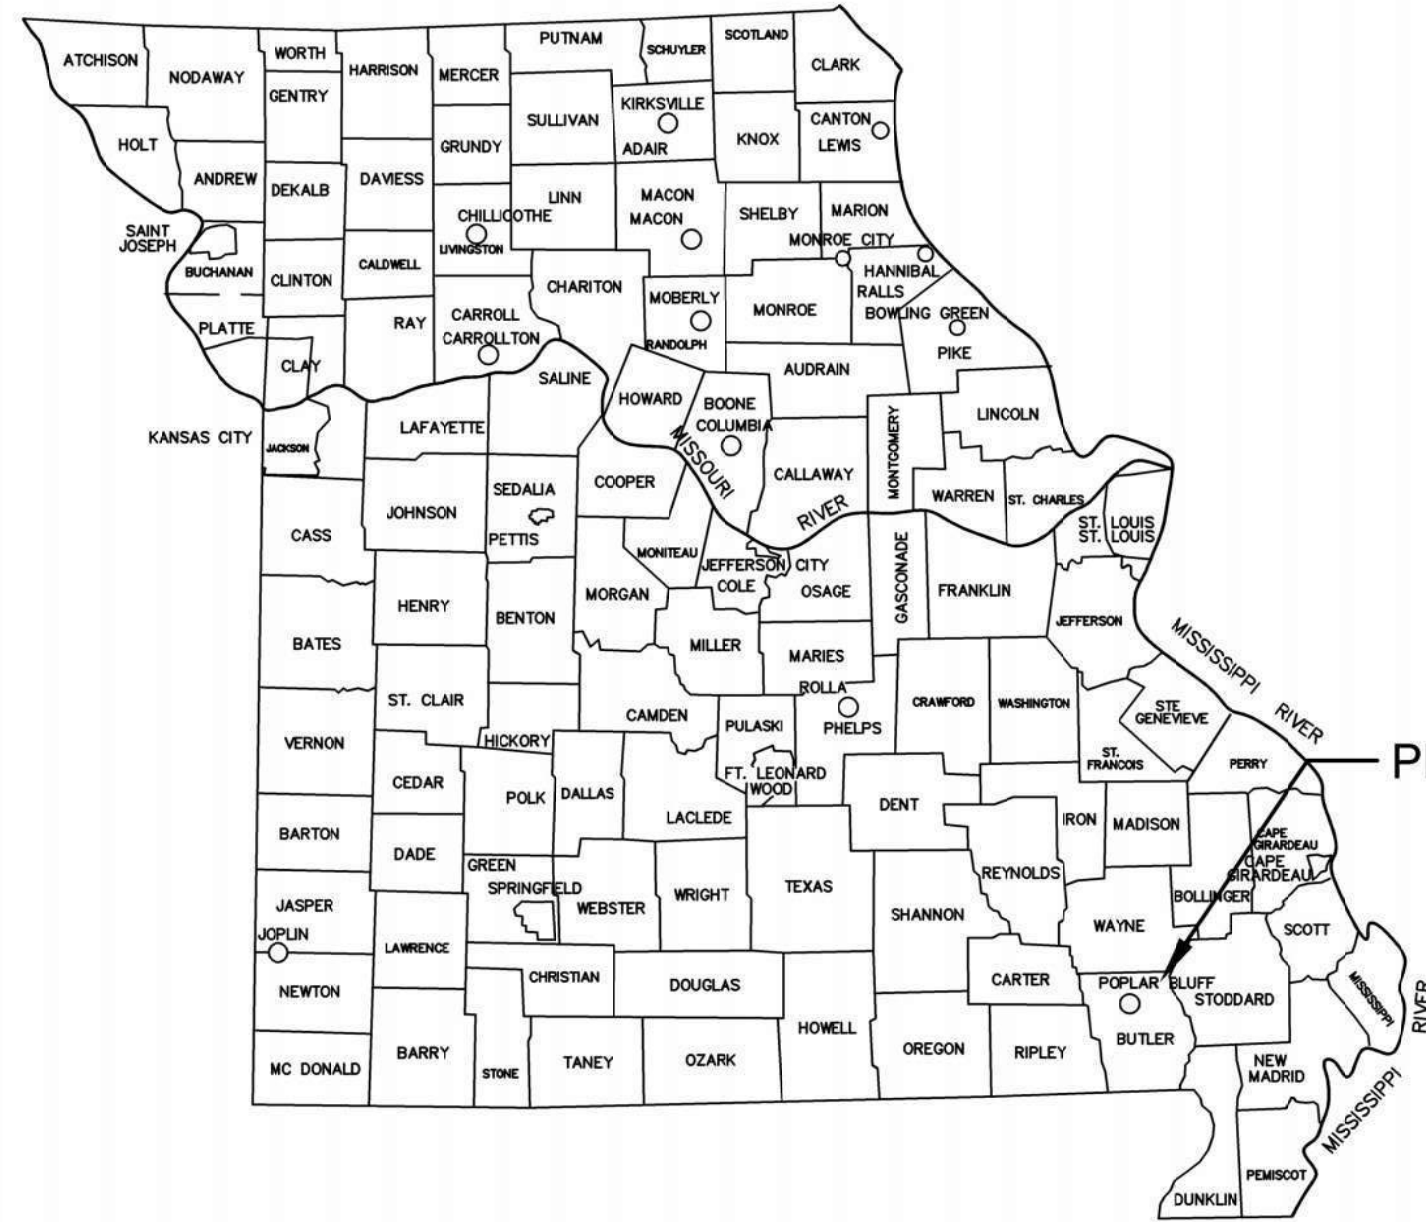 PUTNAM
SCHUYLER
SCOTLAND
ATCHISON
NODAWAY
WORTH
HARRISON
MERCER
CLARK
GENTRY
KIRKSVILLE
ADAIR
SULLIVAN
KNOX
CANTON
LEWIS
HOLT
GRUNDY
ANDREW
DEKALB
DAVIESS
LINN
MACON
MACON
SHELBY
MARION
CHILLICOTHE
LIVINGSTON
SAINT
JOSEPH
BUCHANAN
CLINTON
CALDWELL
MONROE CITY
HANNIBAL
RALLS
CHARITON
MOBERLY
RANDOLPH
MONROE
BOWLING GREEN
PIKE
PLATTE
RAY
CARROLL
CARROLLTON
CLAY
AUDRAIN
SALINE
HOWARD
BOONE
COLUMBIA
LINCOLN
KANSAS CITY
JACKSON
LAFAYETTE
MISSOURI
RIVER
MONTGOMERY
COOPER
CALLAWAY
WARREN
ST. CHARLES
SEDALIA
PETTIS
JOHNSON
CASS
ST. LOUIS
ST. LOUIS
MONITEAU
JEFFERSON CITY
COLE
OSAGE
GASCONADE
FRANKLIN
JEFFERSON
MORGAN
HENRY
BENTON
BATES
MILLER
MARIES
MISSISSIPPI
RIVER
ROLLA
PHELPS
ST. CLAIR
CAMDEN
PULASKI
CRAWFORD
WASHINGTON
STE
GENEVIEVE
VERNON
HICKORY
ST.
FRANCOIS
PERRY
P
FT. LEONARD
WOOD
CEDAR
POLK
DALLAS
LACLEDE
DENT
IRON
MADISON
BARTON
CAPE
GIRARDEAU
CAPE
GIRARDEAU
DADE
GREEN
SPRINGFIELD
WEBSTER
WRIGHT
TEXAS
REYNOLDS
BOLLINGER
JASPER
JOPLIN
SHANNON
WAYNE
SCOTT
LAWRENCE
CHRISTIAN
DOUGLAS
CARTER
POPLAR BLUFF
STODDARD
MISSISSIPPI
RIVER
NEWTON
HOWELL
BUTLER
MC DONALD
BARRY
STONE
TANEY
OZARK
OREGON
RIPLEY
NEW
MADRID
MISSISSIPPI
PEMISCOT
DUNKLIN